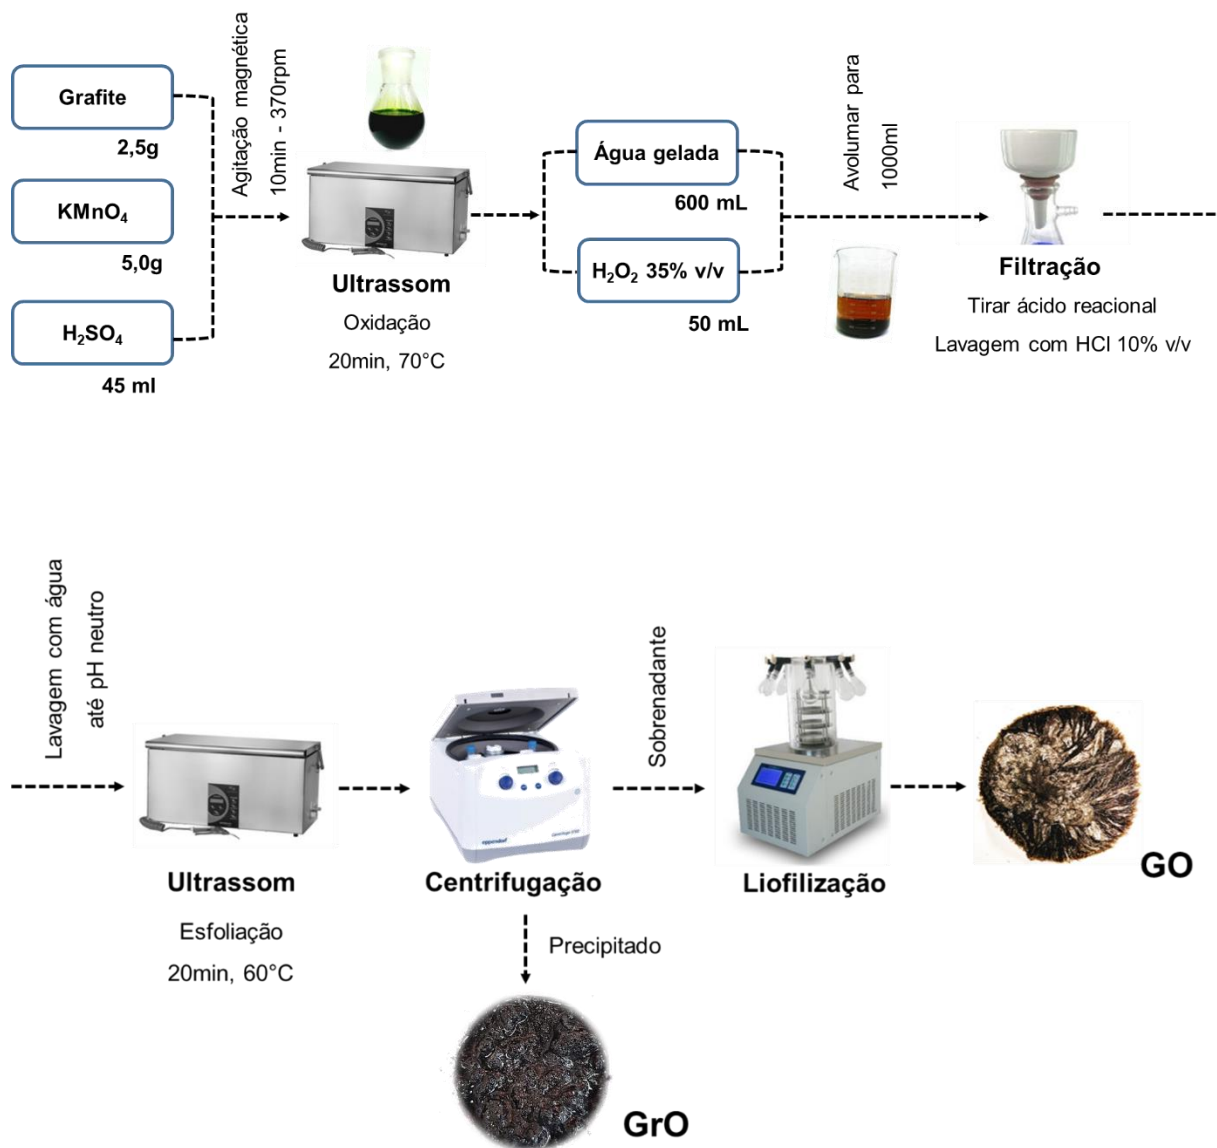 Grafite
2,5g
KMnO₄
5,0g
H₂SO₄
45 ml
Agitação magnética
10min - 370rpm
Ultrassom
Oxidação
20min, 70°C
Água gelada
600 mL
H₂O₂ 35% v/v
50 mL
Avolumar para
1000ml
Filtração
Tirar ácido reacional
Lavagem com HCl 10% v/v
Lavagem com água
até pH neutro
Ultrassom
Esfoliação
20min, 60°C
eppendorf
Centrifugação
Precipitado
GrO
Sobrenadante
Liofilização
GO